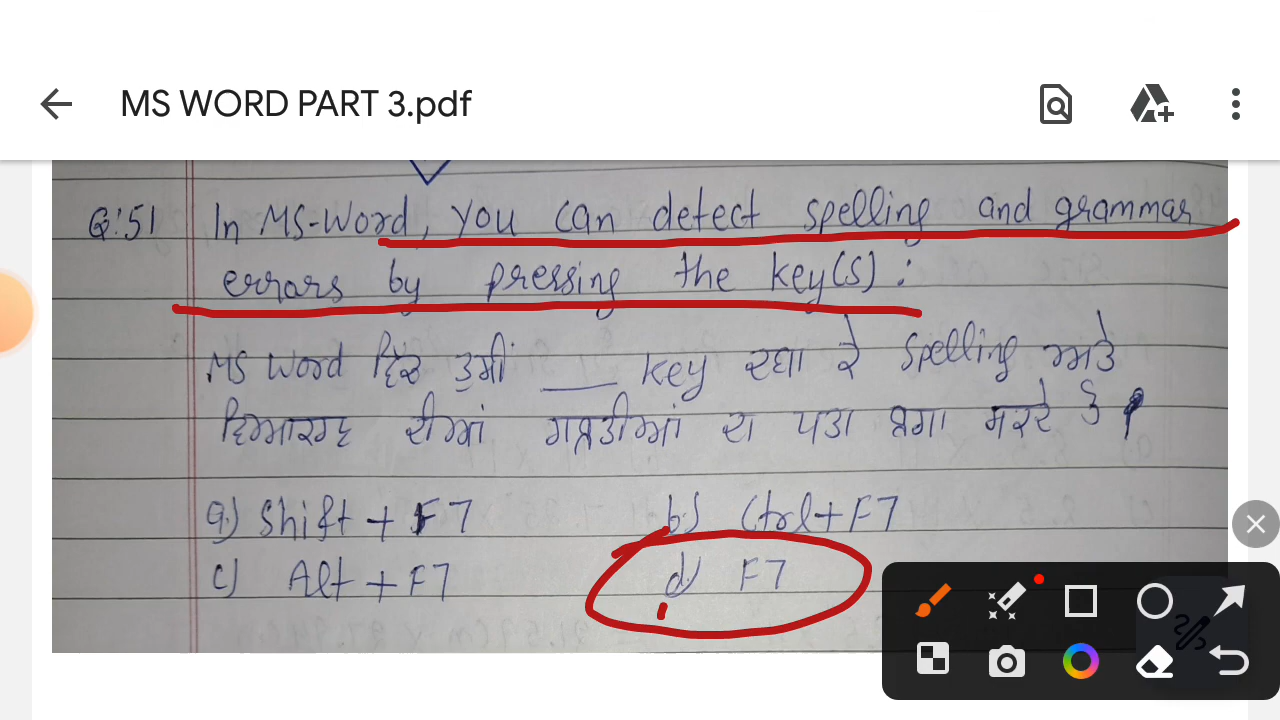 MS WORD PART 3.pdf
Q:51 In MS-Word, you can detect spelling and grammar
errors by pressing the key(s) :
MS Word ਵਿੱਚ ਤੁਸੀਂ ____ key ਦਬਾ ਕੇ Spelling ਅਤੇ
ਵਿਆਕਰਣ ਦੀਆਂ ਗਲਤੀਆਂ ਦਾ ਪਤਾ ਲਗਾ ਸਕਦੇ ਹੋ
a) Shift + F7 b) Ctrl+F7
c) Alt + F7 d) F7